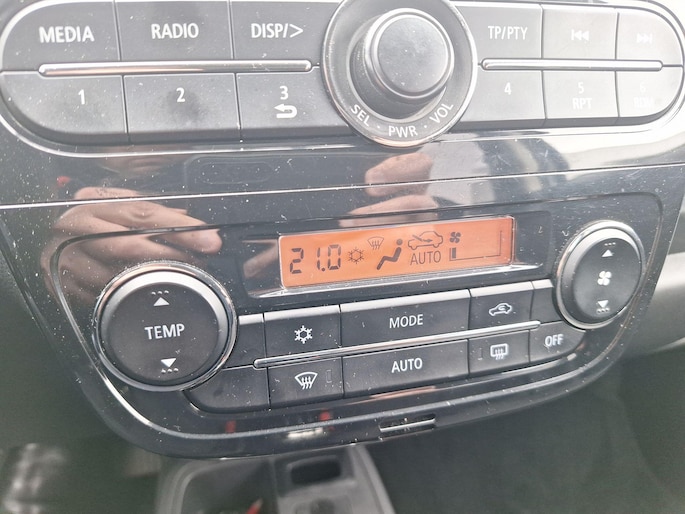 MEDIA
RADIO
DISP/>
TP/PTY
1
2
3
4
5
RPT
6
SEL · PWR · VOL
21.0
AUTO
TEMP
MODE
AUTO
OFF